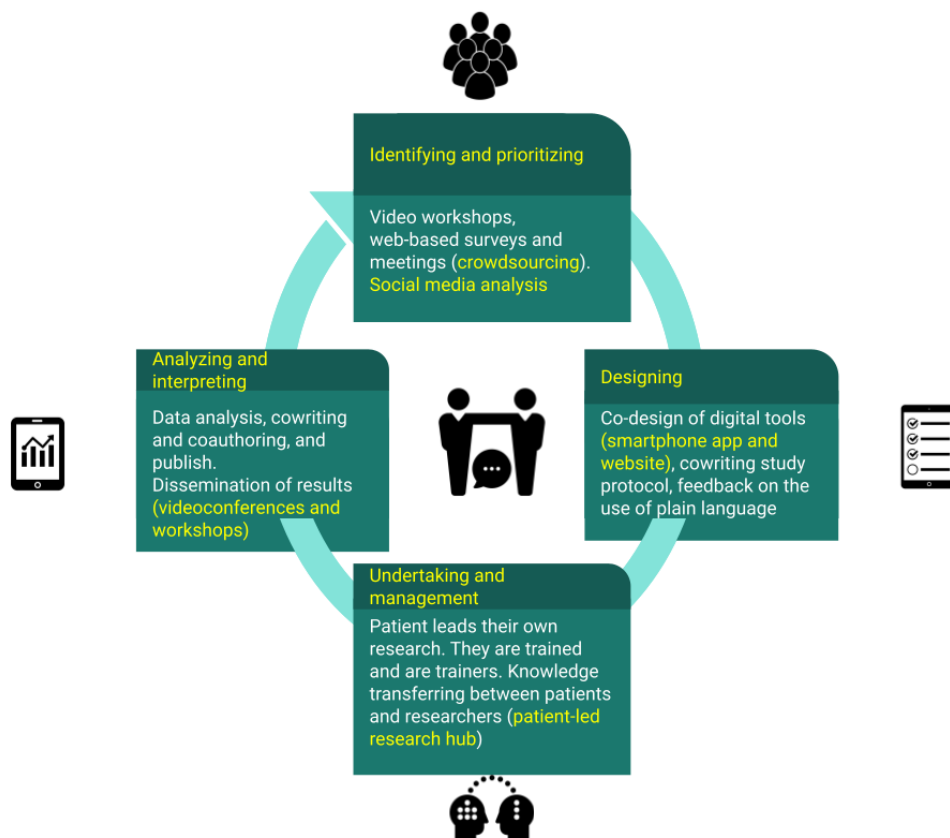 Identifying and prioritizing
Video workshops,
web-based surveys and
meetings (crowdsourcing).
Social media analysis
Designing
Co-design of digital tools
(smartphone app and
website), cowriting study
protocol, feedback on the
use of plain language
Undertaking and
management
Patient leads their own
research. They are trained
and are trainers. Knowledge
transferring between patients
and researchers (patient-led
research hub)
Analyzing and
interpreting
Data analysis, cowriting
and coauthoring, and
publish.
Dissemination of results
(videoconferences and
workshops)